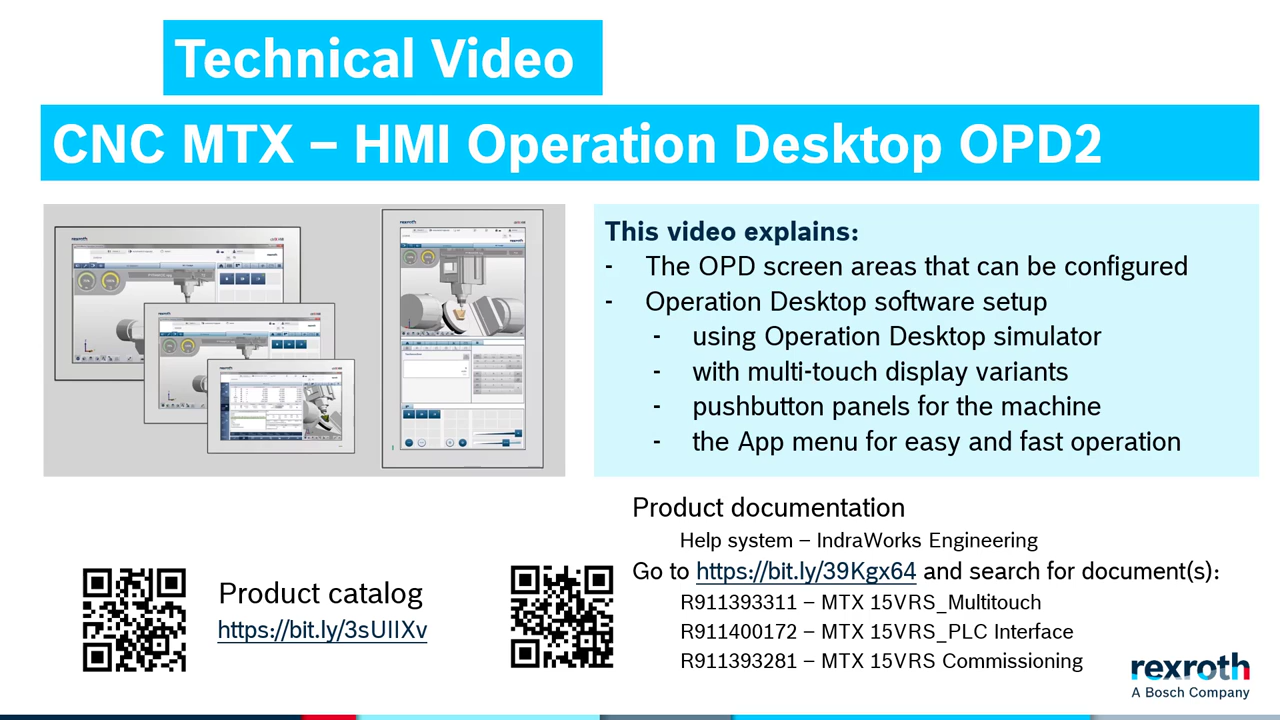 Technical Video
CNC MTX – HMI Operation Desktop OPD2
rexroth
rexroth
This video explains:
- The OPD screen areas that can be configured
- Operation Desktop software setup
- using Operation Desktop simulator
- with multi-touch display variants
- pushbutton panels for the machine
- the App menu for easy and fast operation
Product documentation
Help system – IndraWorks Engineering
Go to https://bit.ly/39Kgx64 and search for document(s):
R911393311 – MTX 15VRS_Multitouch
R911400172 – MTX 15VRS_PLC Interface
R911393281 – MTX 15VRS Commissioning
Product catalog
https://bit.ly/3sUIIXv
rexroth
A Bosch Company